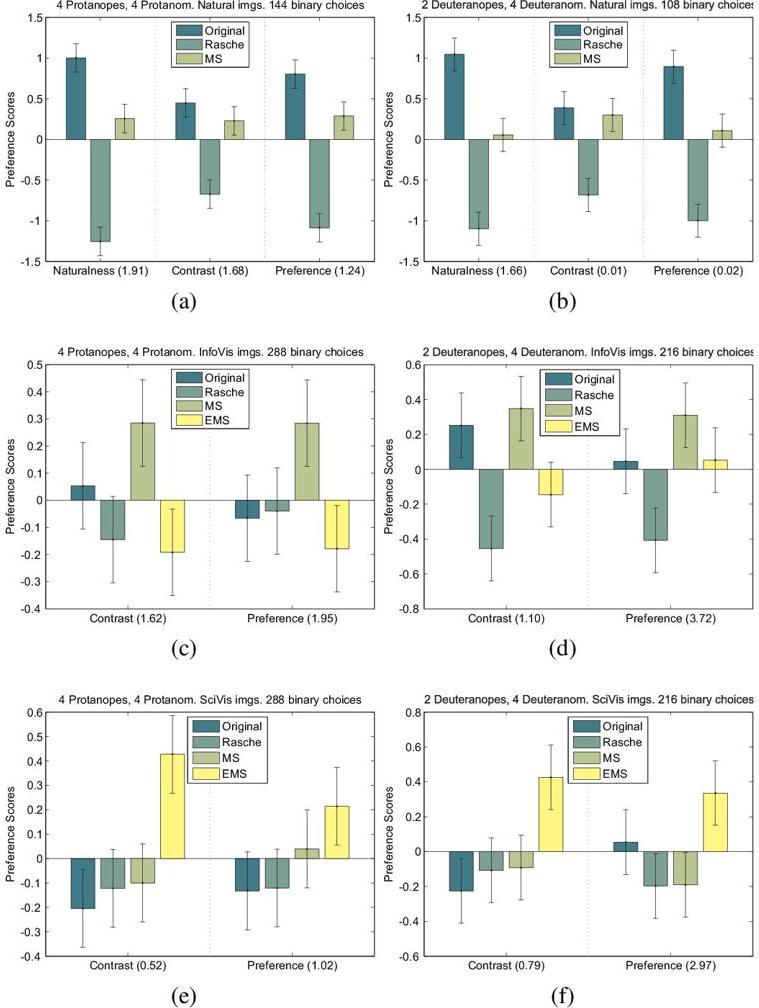 4 Protanopes, 4 Protanom. Natural imgs. 144 binary choices
1.5
1
0.5
0
-0.5
-1
-1.5
Preference Scores
Original
Rasche
MS
Naturalness (1.91) Contrast (1.68) Preference (1.24)
(a)
2 Deuteranopes, 4 Deuteranom. Natural imgs. 108 binary choices
1.5
1
0.5
0
-0.5
-1
-1.5
Preference Scores
Original
Rasche
MS
Naturalness (1.66) Contrast (0.01) Preference (0.02)
(b)
4 Protanopes, 4 Protanom. InfoVis imgs. 288 binary choices
0.5
0.4
0.3
0.2
0.1
0
-0.1
-0.2
-0.3
-0.4
Preference Scores
Original
Rasche
MS
EMS
Contrast (1.62) Preference (1.95)
(c)
2 Deuteranopes, 4 Deuteranom. InfoVis imgs. 216 binary choices
0.6
0.4
0.2
0
-0.2
-0.4
-0.6
-0.8
Preference Scores
Original
Rasche
MS
EMS
Contrast (1.10) Preference (3.72)
(d)
4 Protanopes, 4 Protanom. SciVis imgs. 288 binary choices
0.6
0.5
0.4
0.3
0.2
0.1
0
-0.1
-0.2
-0.3
-0.4
Preference Scores
Original
Rasche
MS
EMS
Contrast (0.52) Preference (1.02)
(e)
2 Deuteranopes, 4 Deuteranom. SciVis imgs. 216 binary choices
0.8
0.6
0.4
0.2
0
-0.2
-0.4
-0.6
Preference Scores
Original
Rasche
MS
EMS
Contrast (0.79) Preference (2.97)
(f)